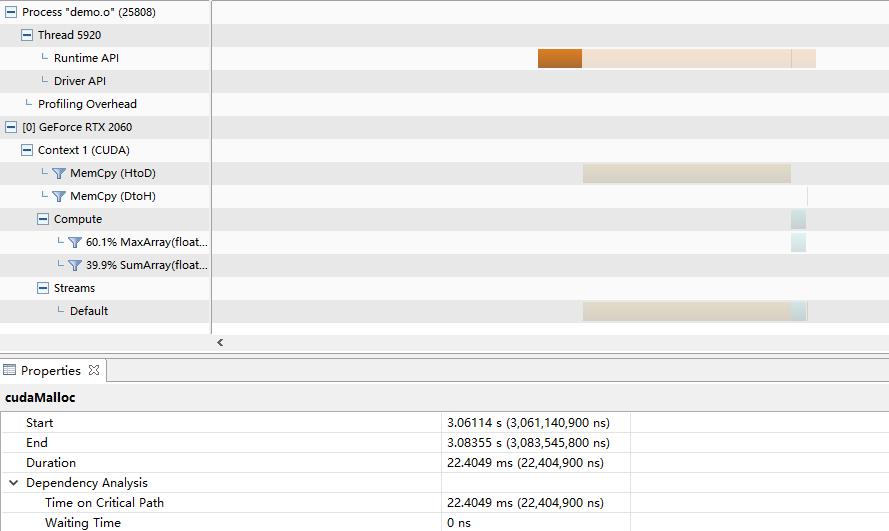 Process "demo.o" (25808)
Thread 5920
Runtime API
Driver API
Profiling Overhead
[0] GeForce RTX 2060
Context 1 (CUDA)
MemCpy (HtoD)
MemCpy (DtoH)
Compute
60.1% MaxArray(float...
39.9% SumArray(float...
Streams
Default
Properties
cudaMalloc
Start 3.06114 s (3,061,140,900 ns)
End 3.08355 s (3,083,545,800 ns)
Duration 22.4049 ms (22,404,900 ns)
Dependency Analysis
Time on Critical Path 22.4049 ms (22,404,900 ns)
Waiting Time 0 ns